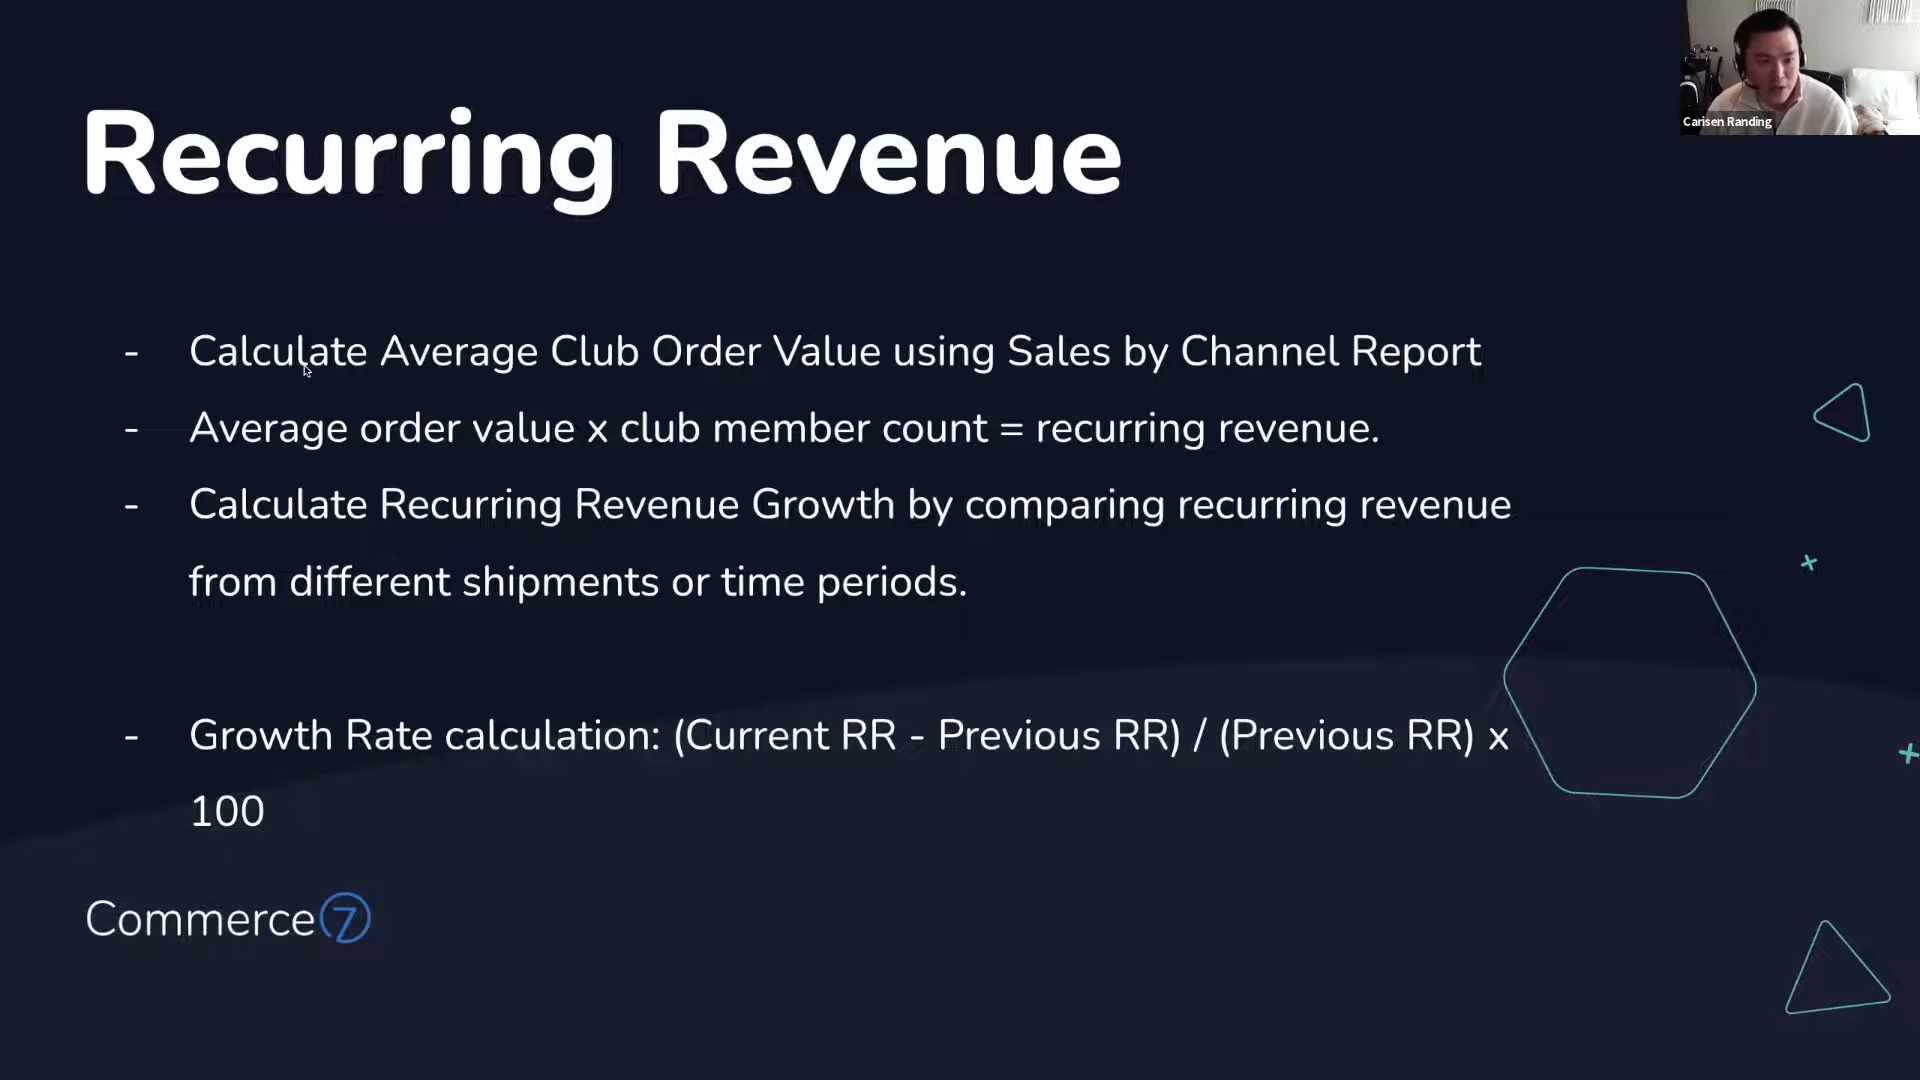 Recurring Revenue
Carisen Randing
- Calculate Average Club Order Value using Sales by Channel Report
- Average order value x club member count = recurring revenue.
- Calculate Recurring Revenue Growth by comparing recurring revenue
from different shipments or time periods.
- Growth Rate calculation: (Current RR - Previous RR) / (Previous RR) x
100
Commerce7